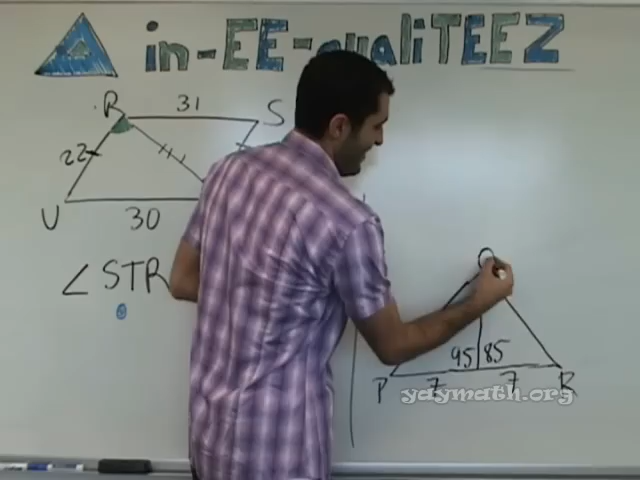 in-EE-qualiTEEZ
R 31 S
22
U 30
∠STR
Q
95 85
P 7 7 R
yaymath.org